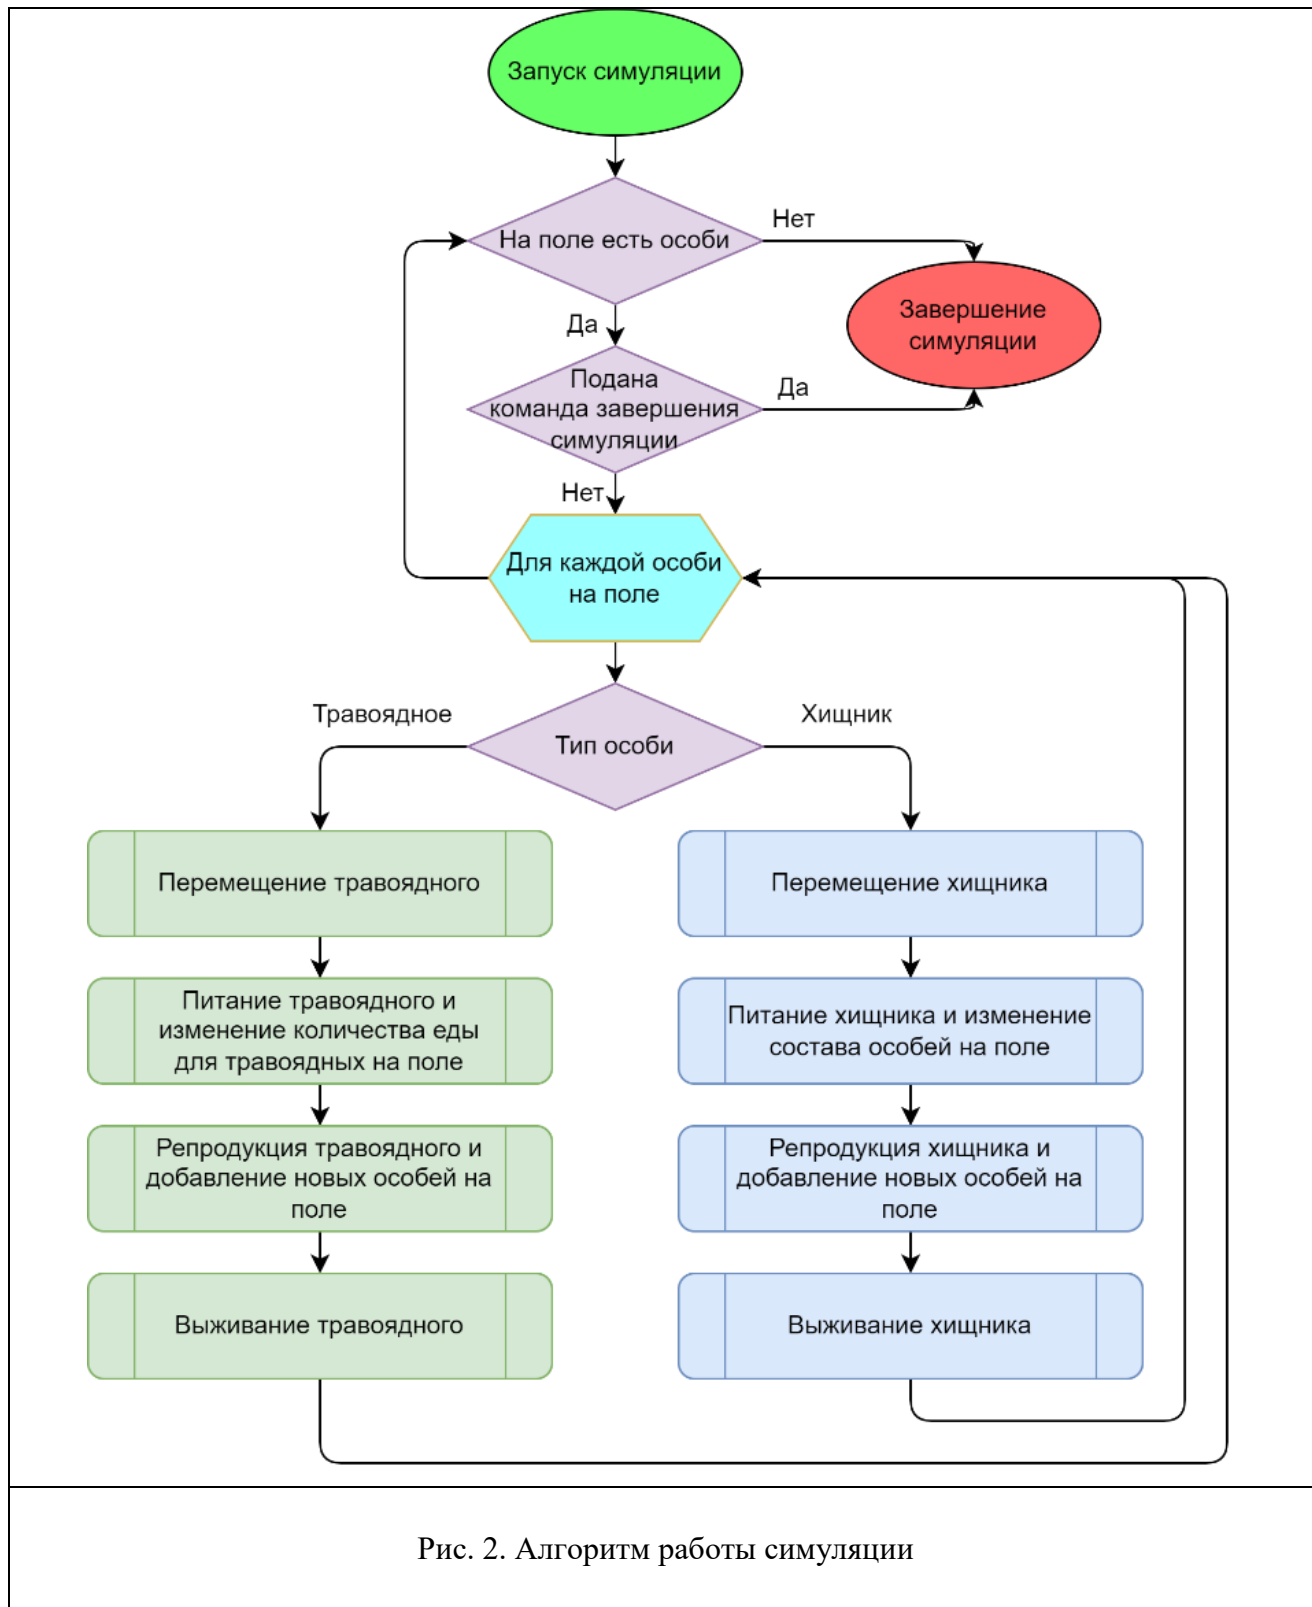 Запуск симуляции
На поле есть особи
Нет
Завершение
симуляции
Да
Подана
команда завершения
симуляции
Да
Нет
Для каждой особи
на поле
Травоядное
Хищник
Тип особи
Перемещение травоядного
Перемещение хищника
Питание травоядного и
изменение количества еды
для травоядных на поле
Питание хищника и изменение
состава особей на поле
Репродукция травоядного и
добавление новых особей на
поле
Репродукция хищника и
добавление новых особей на
поле
Выживание травоядного
Выживание хищника
Рис. 2. Алгоритм работы симуляции